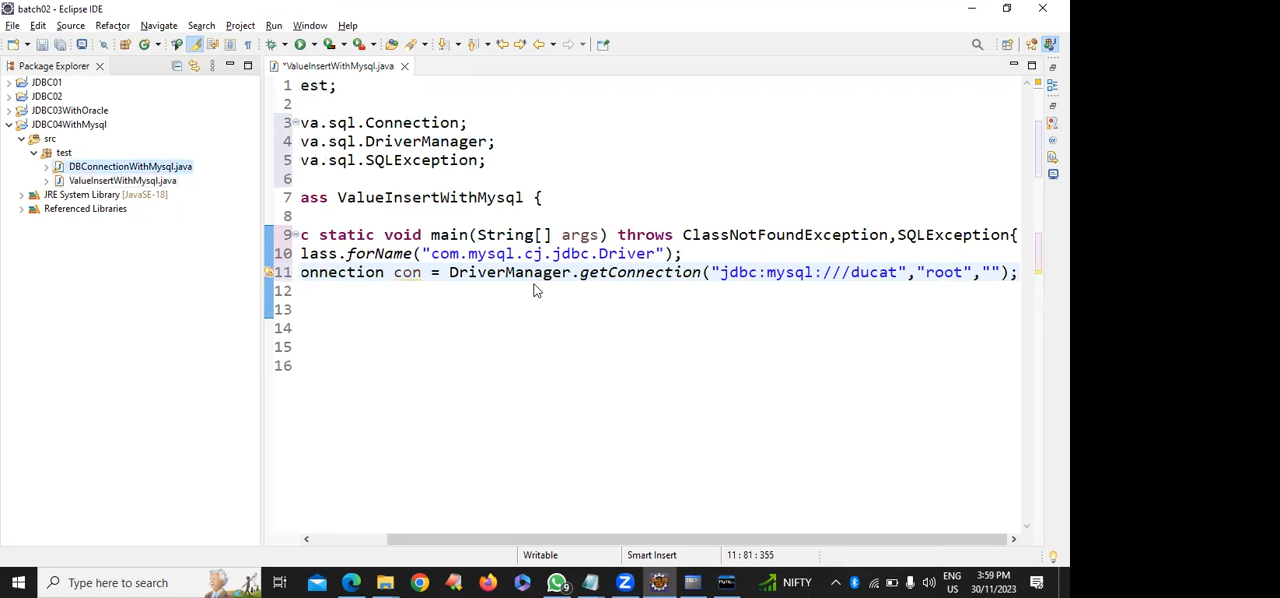 batch02 - Eclipse IDE
File Edit Source Refactor Navigate Search Project Run Window Help
Package Explorer
*ValueInsertWithMysql.java
JDBC01
JDBC02
JDBC03WithOracle
JDBC04WithMysql
src
test
DBConnectionWithMysql.java
ValueInsertWithMysql.java
JRE System Library [JavaSE-18]
Referenced Libraries
1 est;
2
3 va.sql.Connection;
4 va.sql.DriverManager;
5 va.sql.SQLException;
6
7 ass ValueInsertWithMysql {
8
9 c static void main(String[] args) throws ClassNotFoundException,SQLException{
10 lass.forName("com.mysql.cj.jdbc.Driver");
11 onnection con = DriverManager.getConnection("jdbc:mysql:///ducat","root","");
12
13
14
15
16
Writable Smart Insert 11 : 81 : 355
Type here to search
9
NIFTY
ENG
US
3:59 PM
30/11/2023